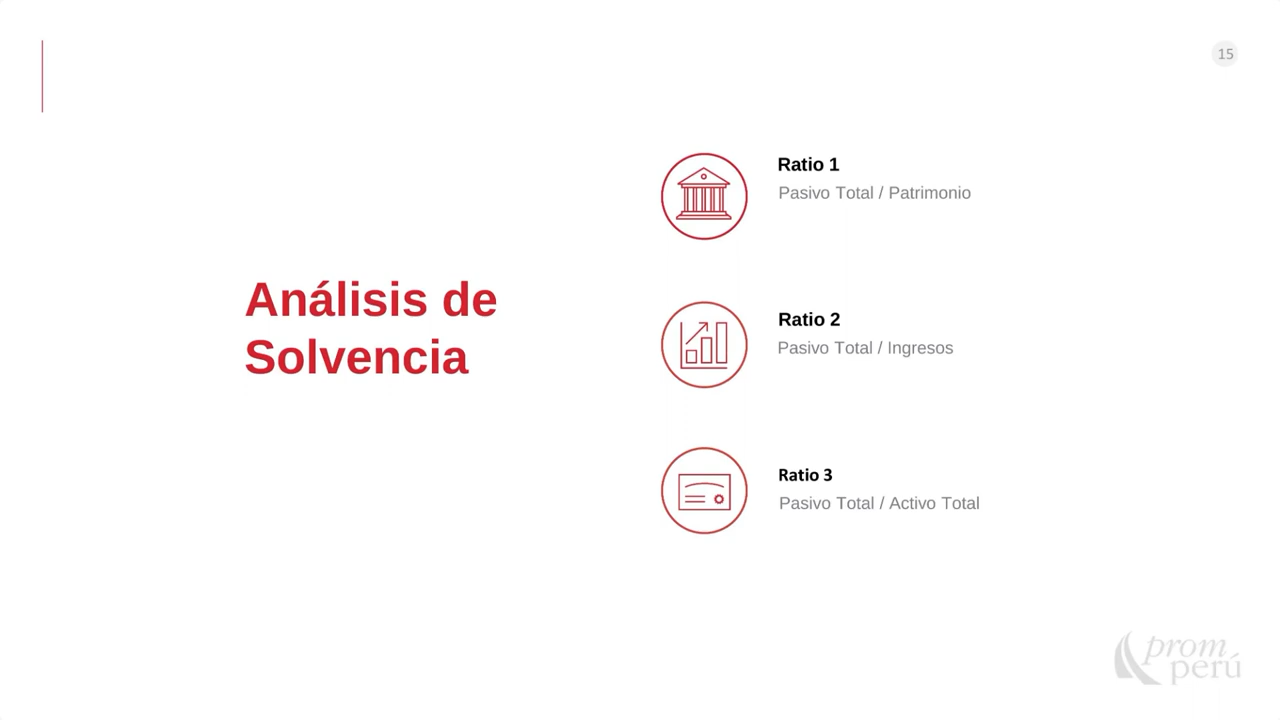 15
Análisis de
Solvencia
Ratio 1
Pasivo Total / Patrimonio
Ratio 2
Pasivo Total / Ingresos
Ratio 3
Pasivo Total / Activo Total
prom
perú